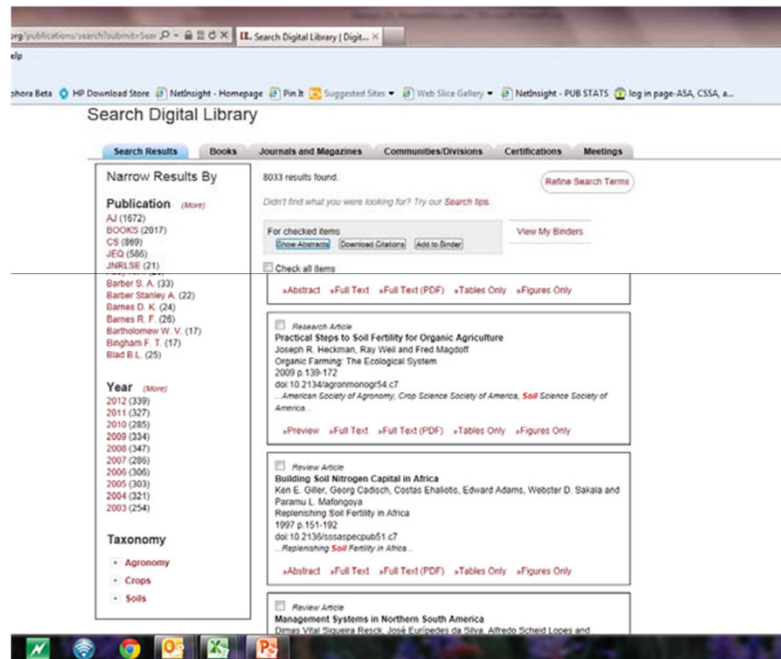 org/publications/search?submit=Sear
Search Digital Library | Digit...
elp
phora Beta HP Download Store NetInsight - Homepage Pin It Suggested Sites Web Slice Gallery NetInsight - PUB STATS log in page-ASA, CSSA, a...
Search Digital Library
Search Results Books Journals and Magazines Communities/Divisions Certifications Meetings
Narrow Results By
Publication (More)
AJ (1672)
BOOKS (2017)
CS (869)
JEQ (586)
JNRLSE (21)
Barber S. A. (33)
Barber Stanley A. (22)
Barnes D. K. (24)
Barnes R. F. (26)
Bartholomew W. V. (17)
Bingham F. T. (17)
Blad B.L. (25)
Year (More)
2012 (339)
2011 (327)
2010 (285)
2009 (334)
2008 (347)
2007 (286)
2006 (306)
2005 (303)
2004 (321)
2003 (254)
Taxonomy
+ Agronomy
+ Crops
+ Soils
8033 results found.
Refine Search Terms
Didn't find what you were looking for? Try our Search tips.
For checked items
Show Abstracts Download Citations Add to Binder
View My Binders
Check all items
»Abstract »Full Text »Full Text (PDF) »Tables Only »Figures Only
Research Article
Practical Steps to Soil Fertility for Organic Agriculture
Joseph R. Heckman, Ray Weil and Fred Magdoff
Organic Farming: The Ecological System
2009 p.139-172
doi:10.2134/agronmonogr54.c7
...American Society of Agronomy, Crop Science Society of America, Soil Science Society of
America...
»Preview »Full Text »Full Text (PDF) »Tables Only »Figures Only
Review Article
Building Soil Nitrogen Capital in Africa
Ken E. Giller, Georg Cadisch, Costas Ehaliotis, Edward Adams, Webster D. Sakala and
Paramu L. Mafongoya
Replenishing Soil Fertility in Africa
1997 p.151-192
doi:10.2136/sssaspecpub51.c7
...Replenishing Soil Fertility in Africa...
»Abstract »Full Text »Full Text (PDF) »Tables Only »Figures Only
Review Article
Management Systems in Northern South America
Dimas Vital Siqueira Resck, José Eurípedes da Silva, Alfredo Scheid Lopes and